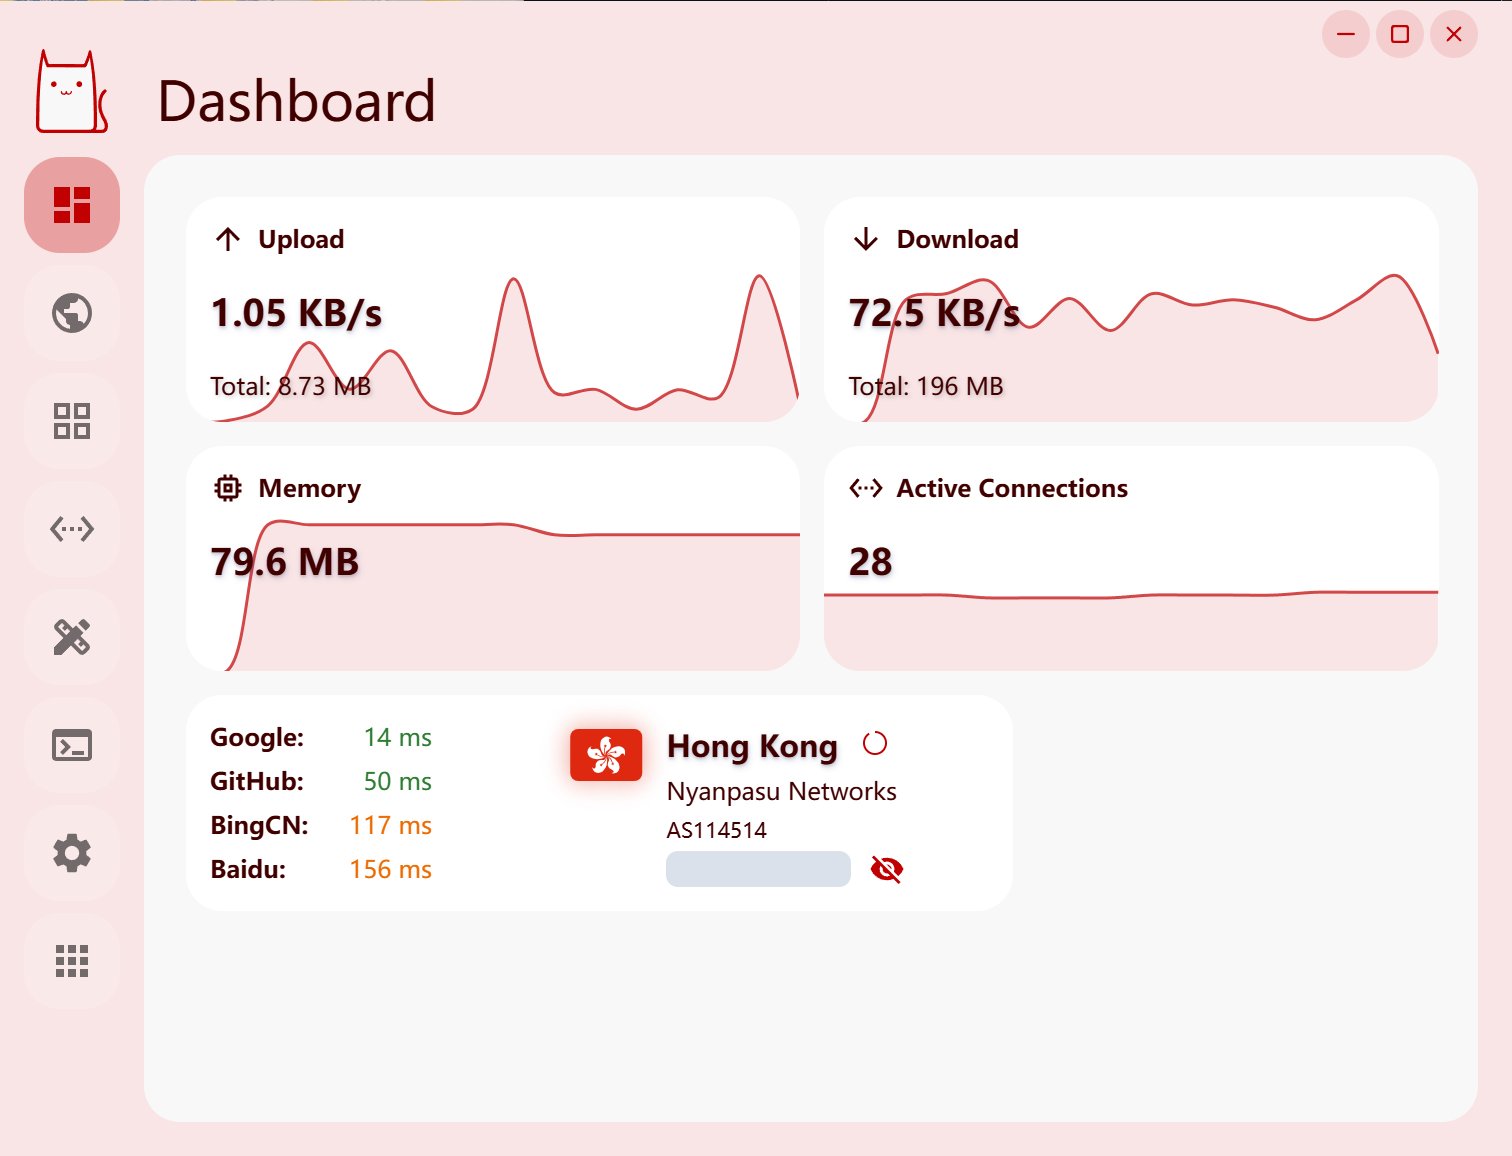 Dashboard
Upload
1.05 KB/s
Total: 8.73 MB
Download
72.5 KB/s
Total: 196 MB
Memory
79.6 MB
Active Connections
28
Google: 14 ms
GitHub: 50 ms
BingCN: 117 ms
Baidu: 156 ms
Hong Kong
Nyanpasu Networks
AS114514